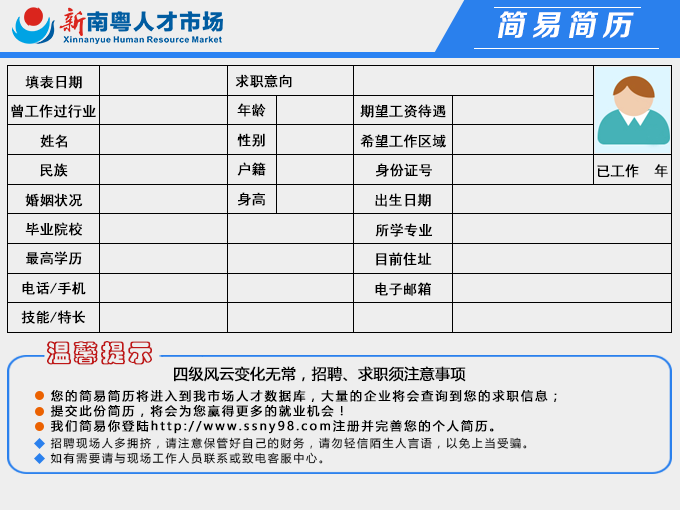 新南粤人才市场
Xinnanyue Human Resource Market
简易简历
填表日期 求职意向
曾工作过行业 年龄 期望工资待遇
姓名 性别 希望工作区域
民族 户籍 身份证号 已工作 年
婚姻状况 身高 出生日期
毕业院校 所学专业
最高学历 目前住址
电话/手机 电子邮箱
技能/特长
温馨提示
四级风云变化无常，招聘、求职须注意事项
您的简易简历将进入到我市场人才数据库，大量的企业将会查询到您的求职信息；
提交此份简历，将会为您赢得更多的就业机会！
我们简易你登陆http://www.ssny98.com注册并完善您的个人简历。
招聘现场人多拥挤，请注意保管好自己的财务，请勿轻信陌生人言语，以免上当受骗。
如有需要请与现场工作人员联系或致电客服中心。